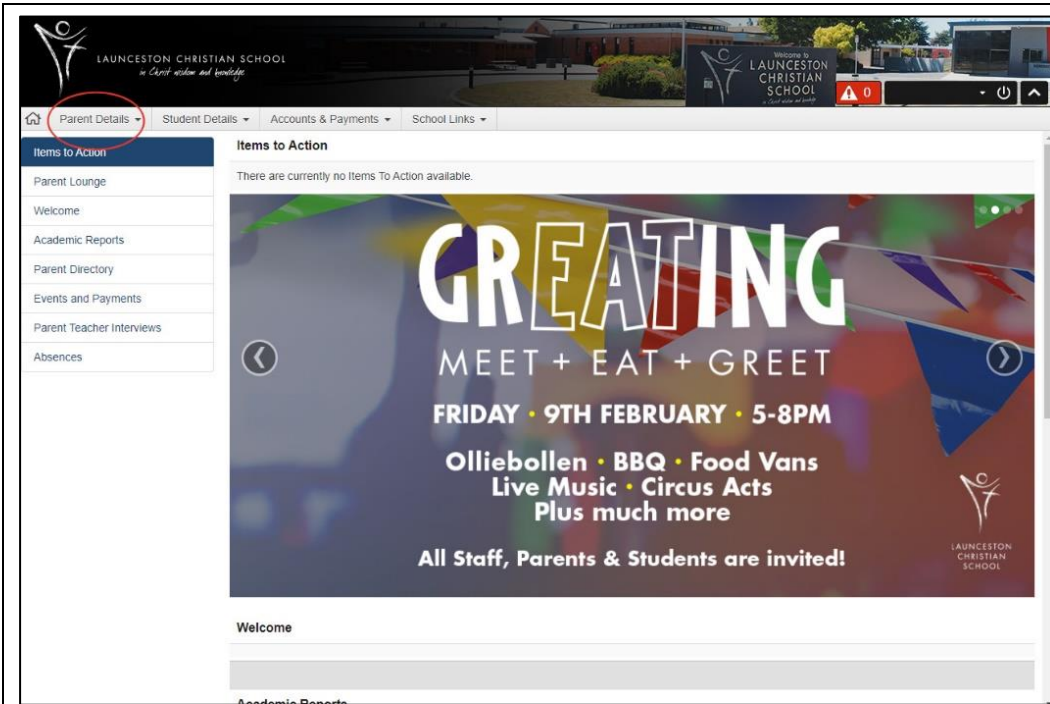 LAUNCESTON CHRISTIAN SCHOOL
in Christ wisdom and knowledge
Welcome to
LAUNCESTON
CHRISTIAN
SCHOOL
0
Parent Details
Student Details
Accounts & Payments
School Links
Items to Action
Parent Lounge
Welcome
Academic Reports
Parent Directory
Events and Payments
Parent Teacher Interviews
Absences
Items to Action
There are currently no Items To Action available.
GREATING
MEET + EAT + GREET
FRIDAY · 9TH FEBRUARY · 5-8PM
Olliebollen · BBQ · Food Vans
Live Music · Circus Acts
Plus much more
All Staff, Parents & Students are invited!
LAUNCESTON
CHRISTIAN
SCHOOL
Welcome
Academic Reports